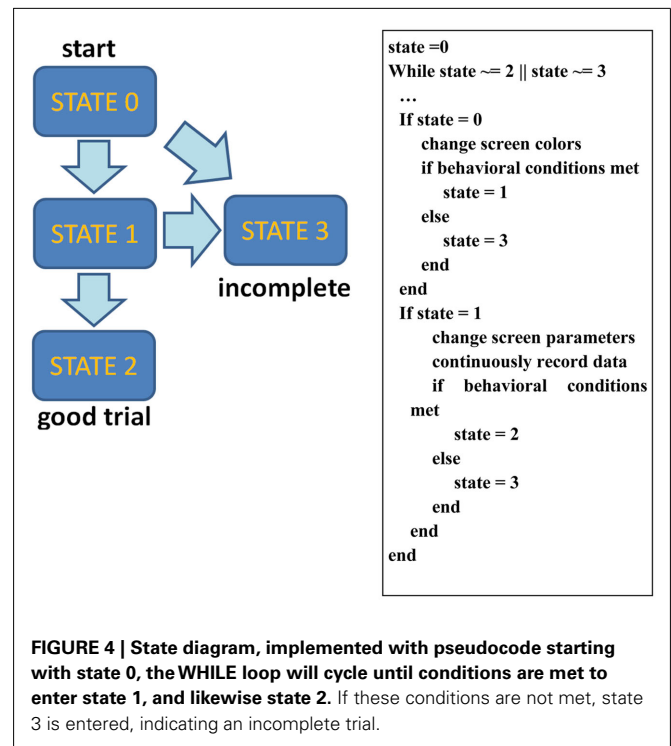 start
STATE 0
STATE 1
STATE 3
incomplete
STATE 2
good trial
state =0
While state ~= 2 || state ~= 3
…
If state = 0
change screen colors
if behavioral conditions met
state = 1
else
state = 3
end
end
If state = 1
change screen parameters
continuously record data
if behavioral conditions
met
state = 2
else
state = 3
end
end
end
FIGURE 4 | State diagram, implemented with pseudocode starting
with state 0, the WHILE loop will cycle until conditions are met to
enter state 1, and likewise state 2. If these conditions are not met, state
3 is entered, indicating an incomplete trial.